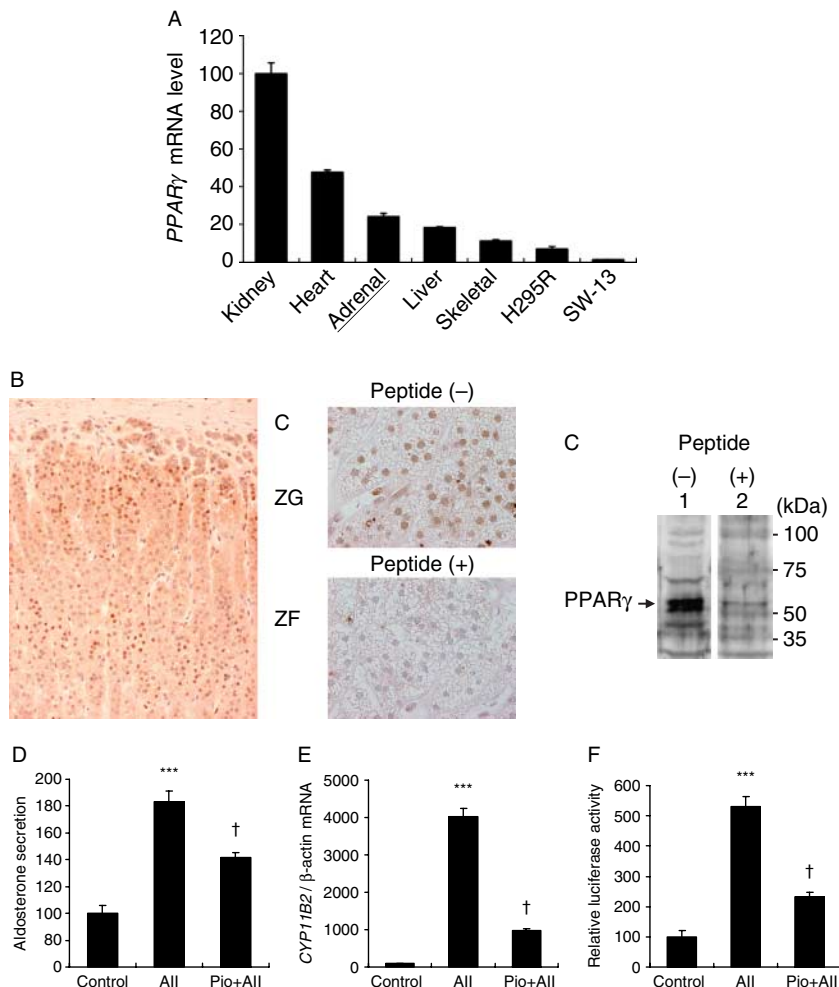 A
PPARγ mRNA level
120
100
80
60
40
20
0
Kidney
Heart
Adrenal
Liver
Skeletal
H295R
SW-13
B
C
Peptide (–)
ZG
Peptide (+)
ZF
C
Peptide
(–) (+)
1 2 (kDa)
100
75
PPARγ
50
35
D
Aldosterone secretion
200
180
160
140
120
100
80
60
***
†
Control AII Pio+AII
E
CYP11B2 / β-actin mRNA
5000
4000
3000
2000
1000
0
***
†
Control AII Pio+AII
F
Relative luciferase activity
600
500
400
300
200
100
0
***
†
Control AII Pio+AII